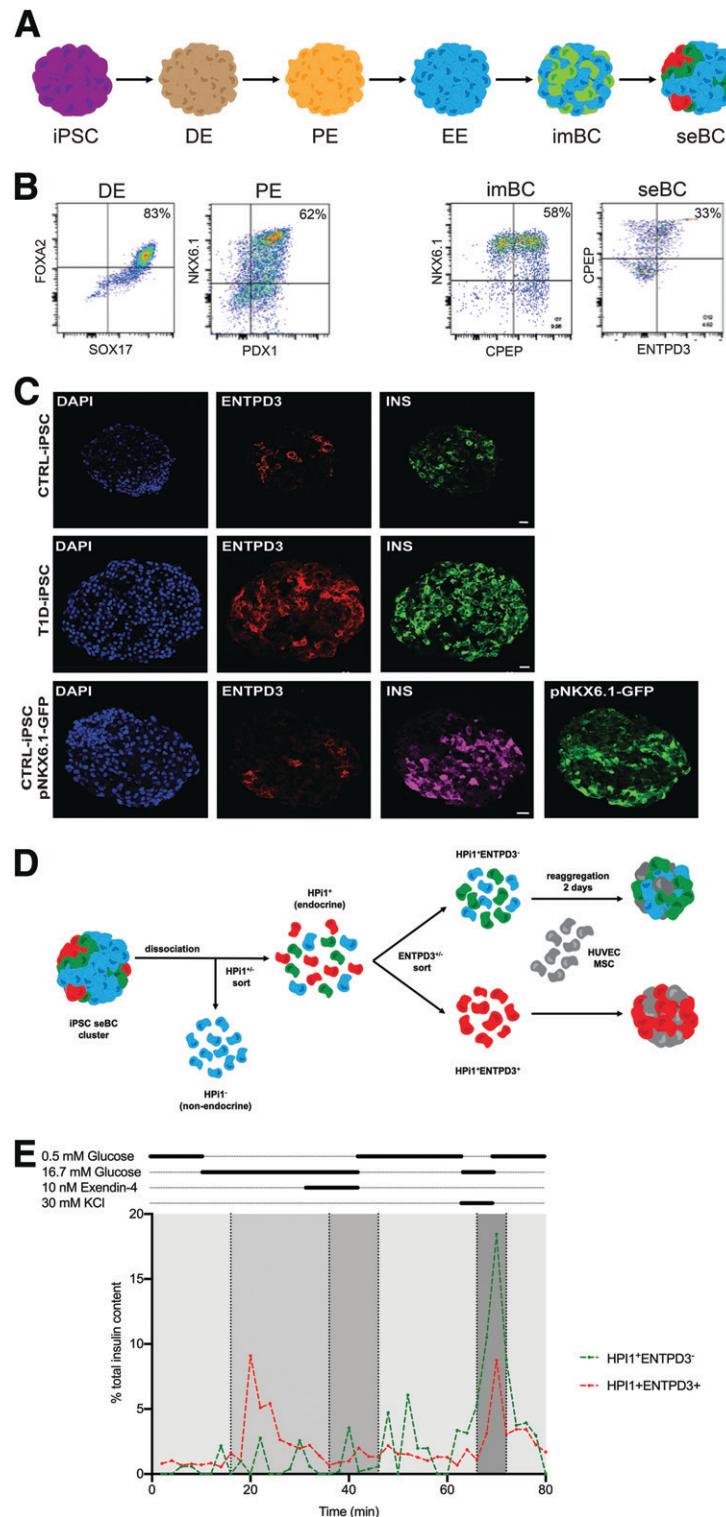 A
iPSC
DE
PE
EE
imBC
seBC
B
DE
PE
imBC
seBC
83%
62%
58%
33%
FOXA2
NKX6.1
NKX6.1
CPEP
SOX17
PDX1
CPEP
ENTPD3
C
CTRL-iPSC
DAPI
ENTPD3
INS
T1D-iPSC
DAPI
ENTPD3
INS
CTRL-iPSC
pNKX6.1-GFP
DAPI
ENTPD3
INS
pNKX6.1-GFP
D
iPSC seBC
cluster
dissociation
HPi1+/-
sort
HPi1-
(non-endocrine)
HPi1+
(endocrine)
ENTPD3+/-
sort
HPi1+ENTPD3-
reaggregation
2 days
HUVEC
MSC
HPi1+ENTPD3+
E
0.5 mM Glucose
16.7 mM Glucose
10 nM Exendin-4
30 mM KCl
% total insulin content
20
15
10
5
0
0
20
40
60
80
Time (min)
HPI1+ENTPD3-
HPI1+ENTPD3+